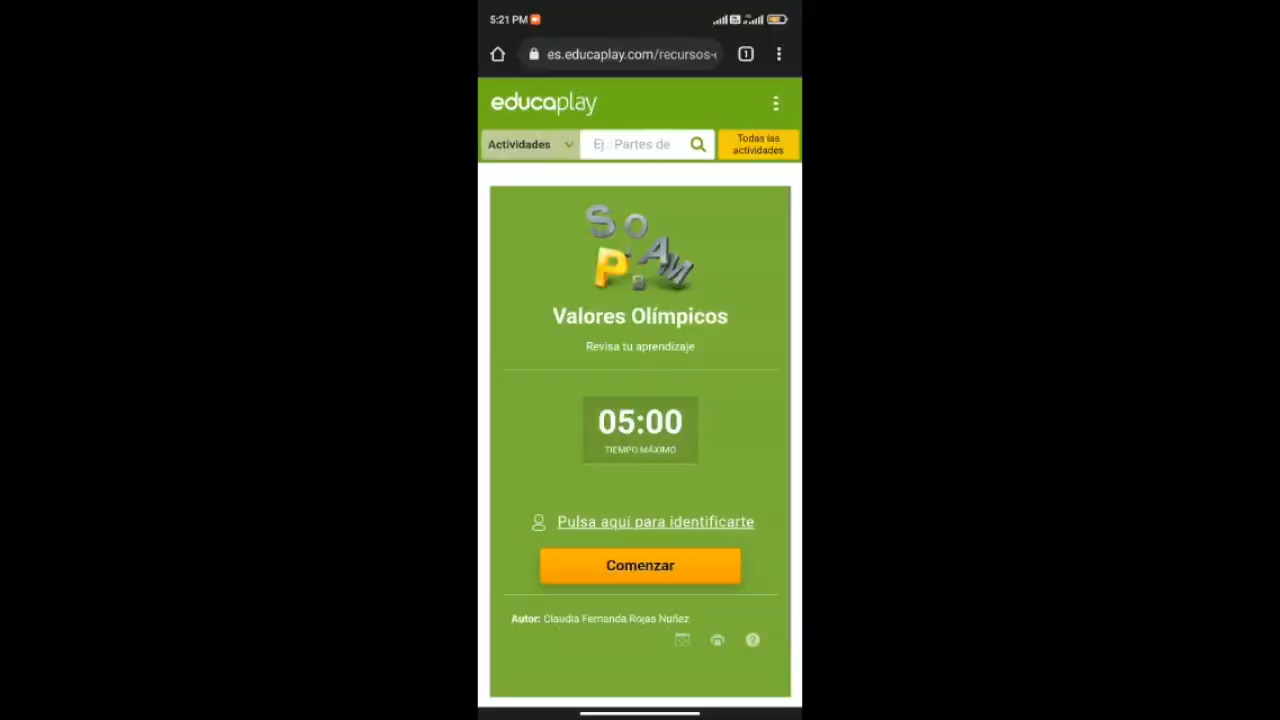 5:21 PM
es.educaplay.com/recursos-
1
educaplay
Actividades
Ej.: Partes de
Todas las
actividades
S O
P A M
Valores Olímpicos
Revisa tu aprendizaje
05:00
TIEMPO MÁXIMO
Pulsa aquí para identificarte
Comenzar
Autor: Claudia Fernanda Rojas Nuñez
?